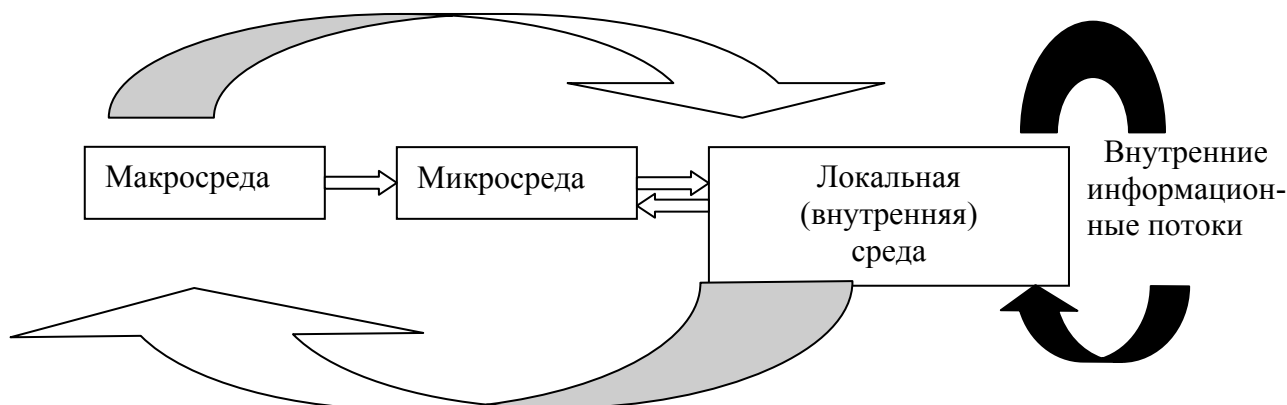 Макросреда
Микросреда
Локальная
(внутренняя)
среда
Внутренние
информацион-
ные потоки